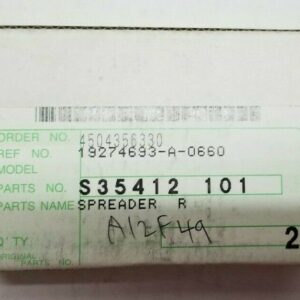 ORDER NO. 4504356330
REF NO. 19274693-A-0660
MODEL
PARTS NO. S35412 101
PARTS NAME SPREADER R
A12F49
Q'TY 2
ORIGINAL
PARTS NO.